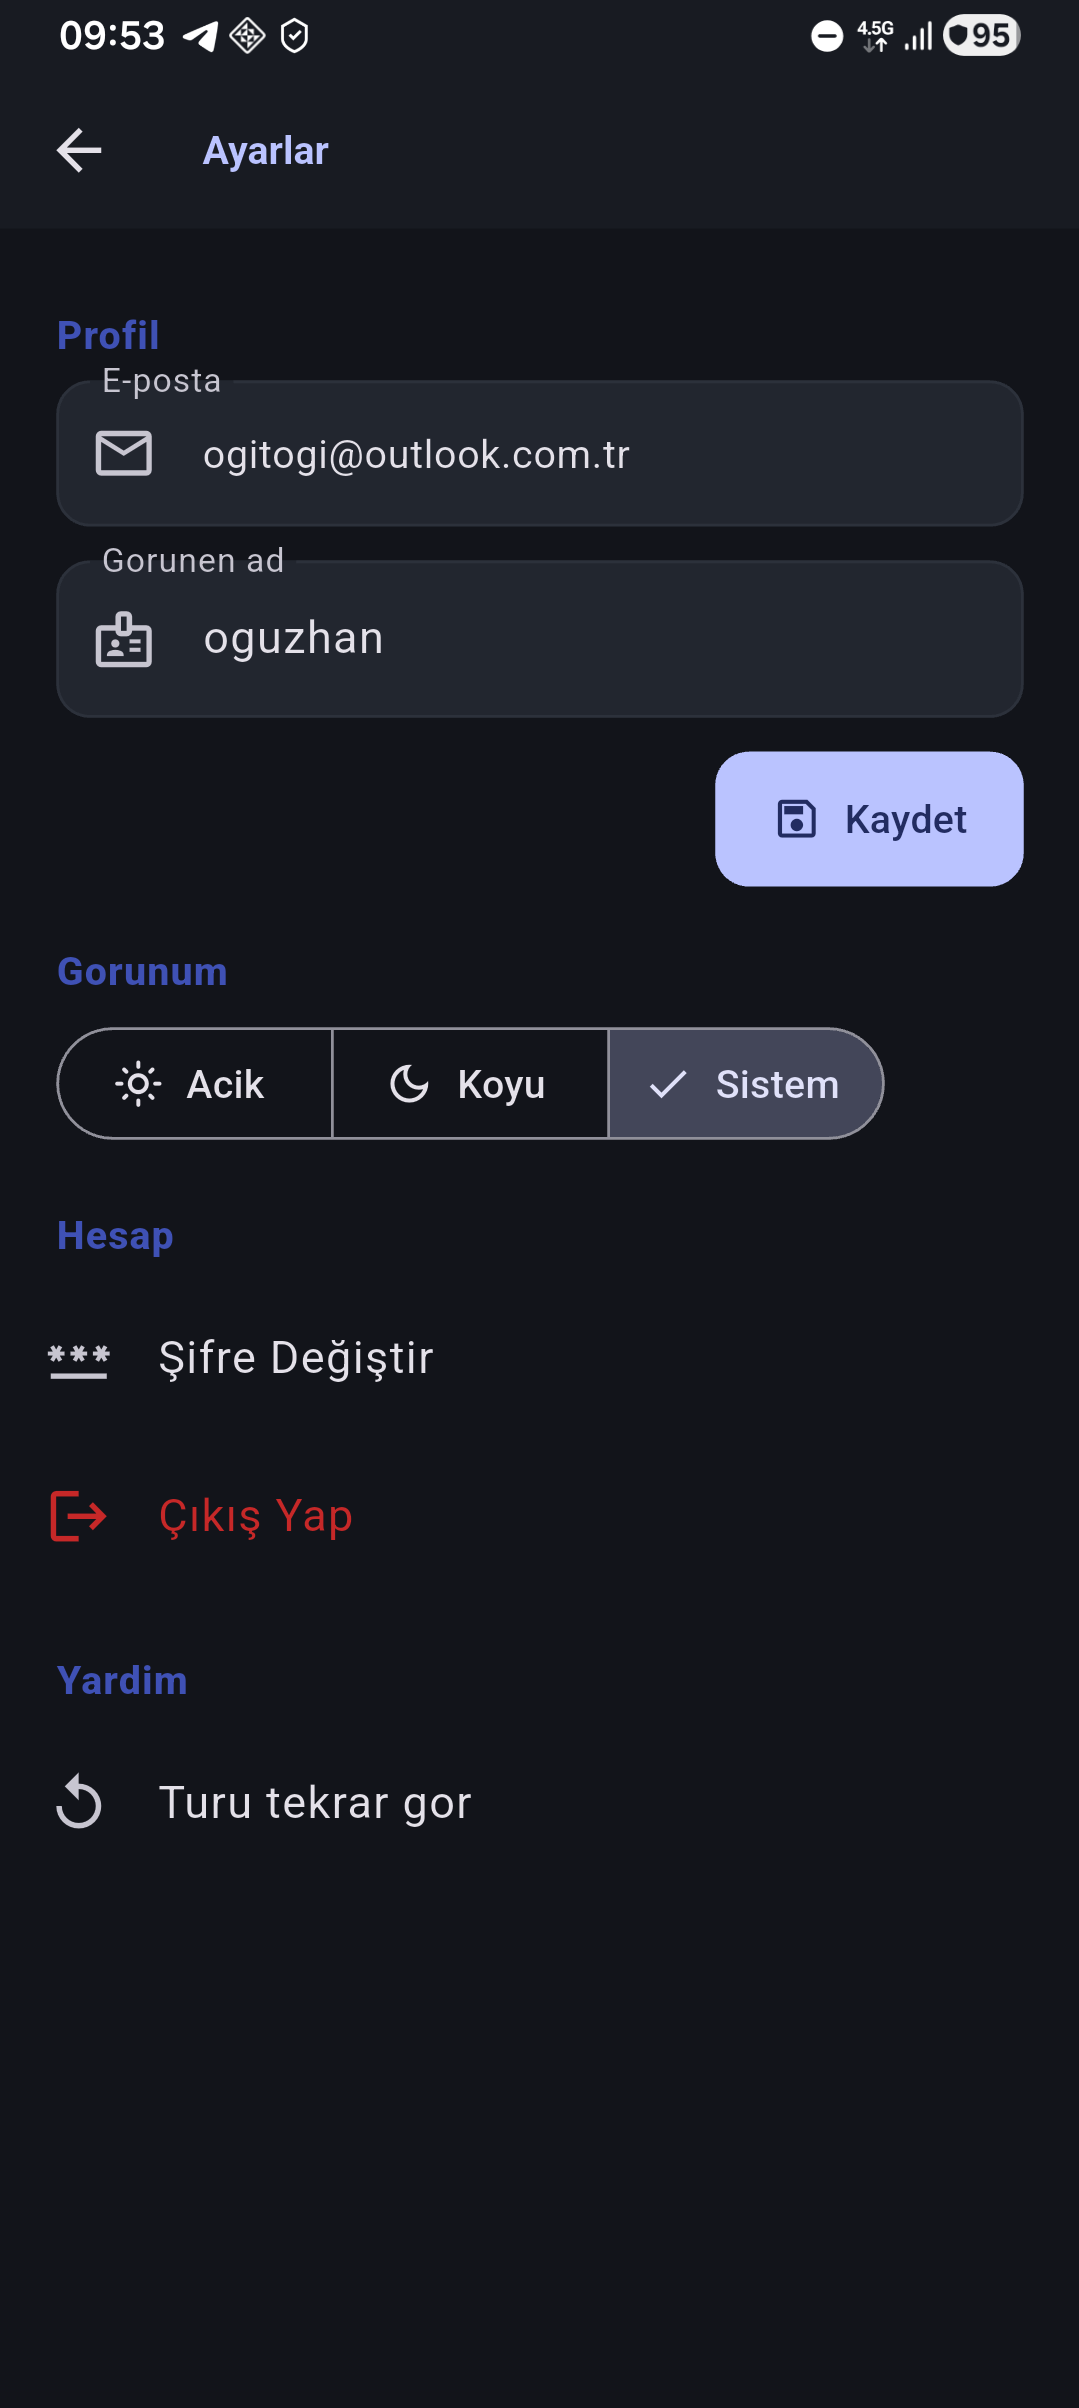 09:53
4.5G
95
Ayarlar
Profil
E-posta
ogitogi@outlook.com.tr
Gorunen ad
oguzhan
Kaydet
Gorunum
Acik
Koyu
Sistem
Hesap
Şifre Değiştir
Çıkış Yap
Yardim
Turu tekrar gor